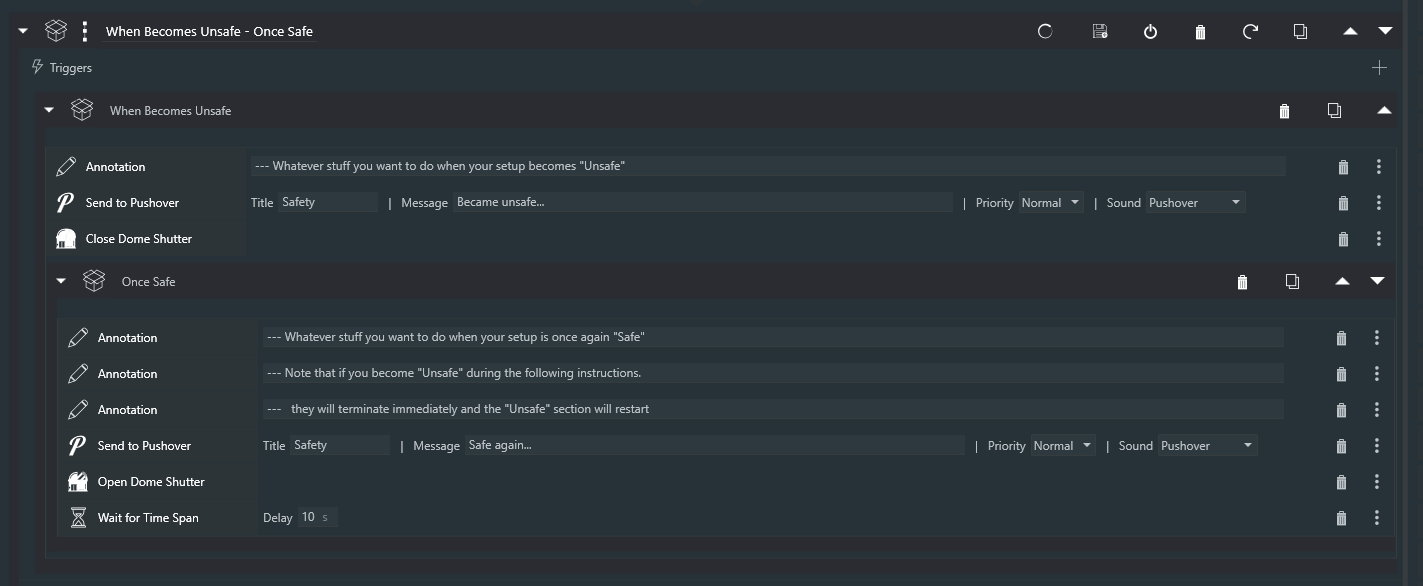 When Becomes Unsafe - Once Safe
Triggers
When Becomes Unsafe
Annotation --- Whatever stuff you want to do when your setup becomes "Unsafe"
Send to Pushover Title Safety | Message Became unsafe... | Priority Normal | Sound Pushover
Close Dome Shutter
Once Safe
Annotation --- Whatever stuff you want to do when your setup is once again "Safe"
Annotation --- Note that if you become "Unsafe" during the following instructions.
Annotation --- they will terminate immediately and the "Unsafe" section will restart
Send to Pushover Title Safety | Message Safe again... | Priority Normal | Sound Pushover
Open Dome Shutter
Wait for Time Span Delay 10 s